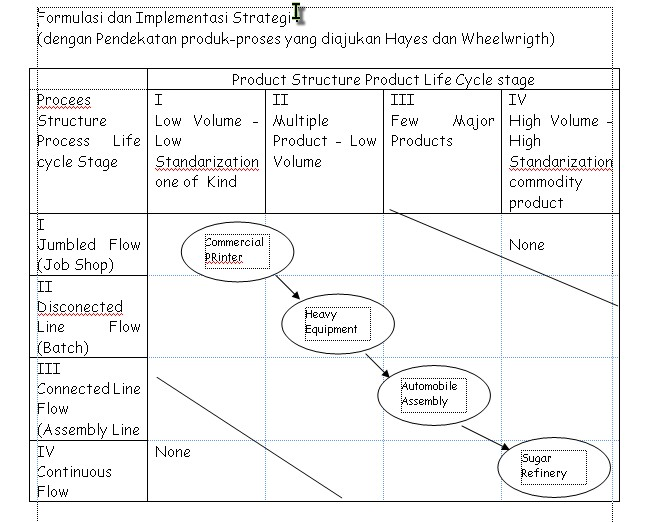 Formulasi dan Implementasi Strategi
(dengan Pendekatan produk-proses yang diajukan Hayes dan Wheelwrigth)
Product Structure Product Life Cycle stage
Procees
Structure
Process Life
cycle Stage
I
Low Volume -
Low
Standarization
one of Kind
II
Multiple
Product - Low
Volume
III
Few Major
Products
IV
High Volume -
High
Standarization
commodity
product
I
Jumbled Flow
(Job Shop)
Commercial
PRinter
None
II
Disconected
Line Flow
(Batch)
Heavy
Equipment
III
Connected Line
Flow
(Assembly Line
Automobile
Assembly
IV
Continuous
Flow
None
Sugar
Refinery